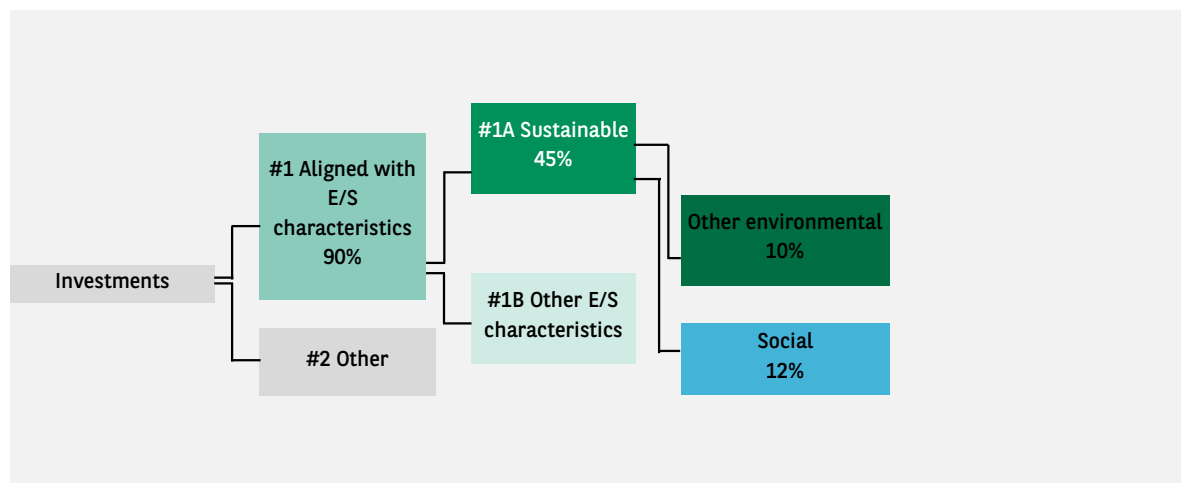 Investments
#1 Aligned with
E/S
characteristics
90%
#2 Other
#1A Sustainable
45%
#1B Other E/S
characteristics
Other environmental
10%
Social
12%